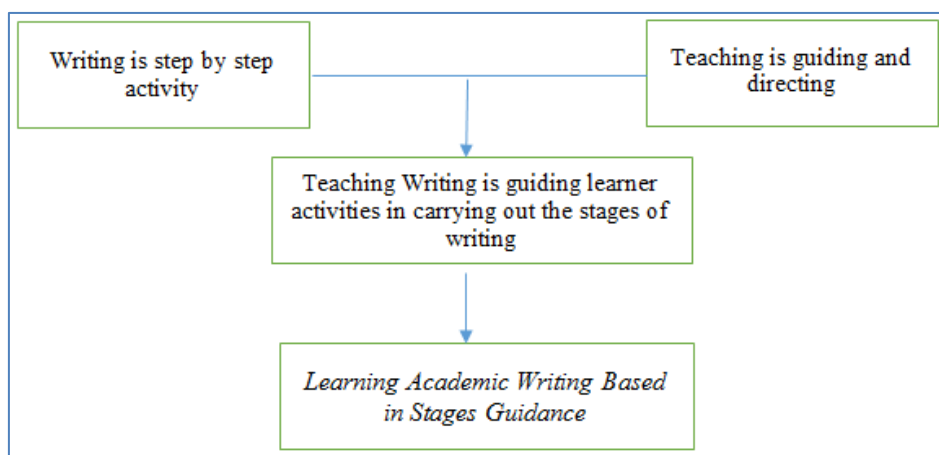 Writing is step by step
activity
Teaching is guiding and
directing
Teaching Writing is guiding learner
activities in carrying out the stages of
writing
Learning Academic Writing Based
in Stages Guidance